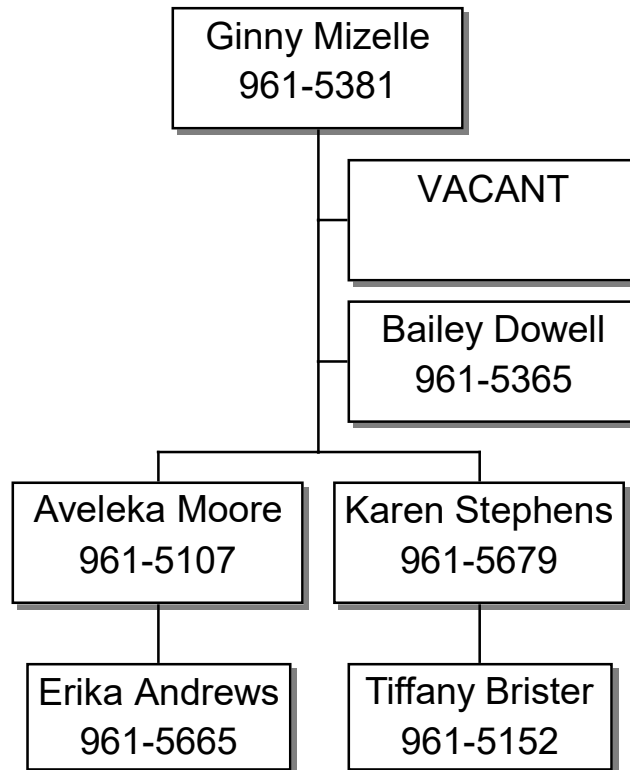 Ginny Mizelle
961-5381
VACANT
Bailey Dowell
961-5365
Aveleka Moore
961-5107
Karen Stephens
961-5679
Erika Andrews
961-5665
Tiffany Brister
961-5152